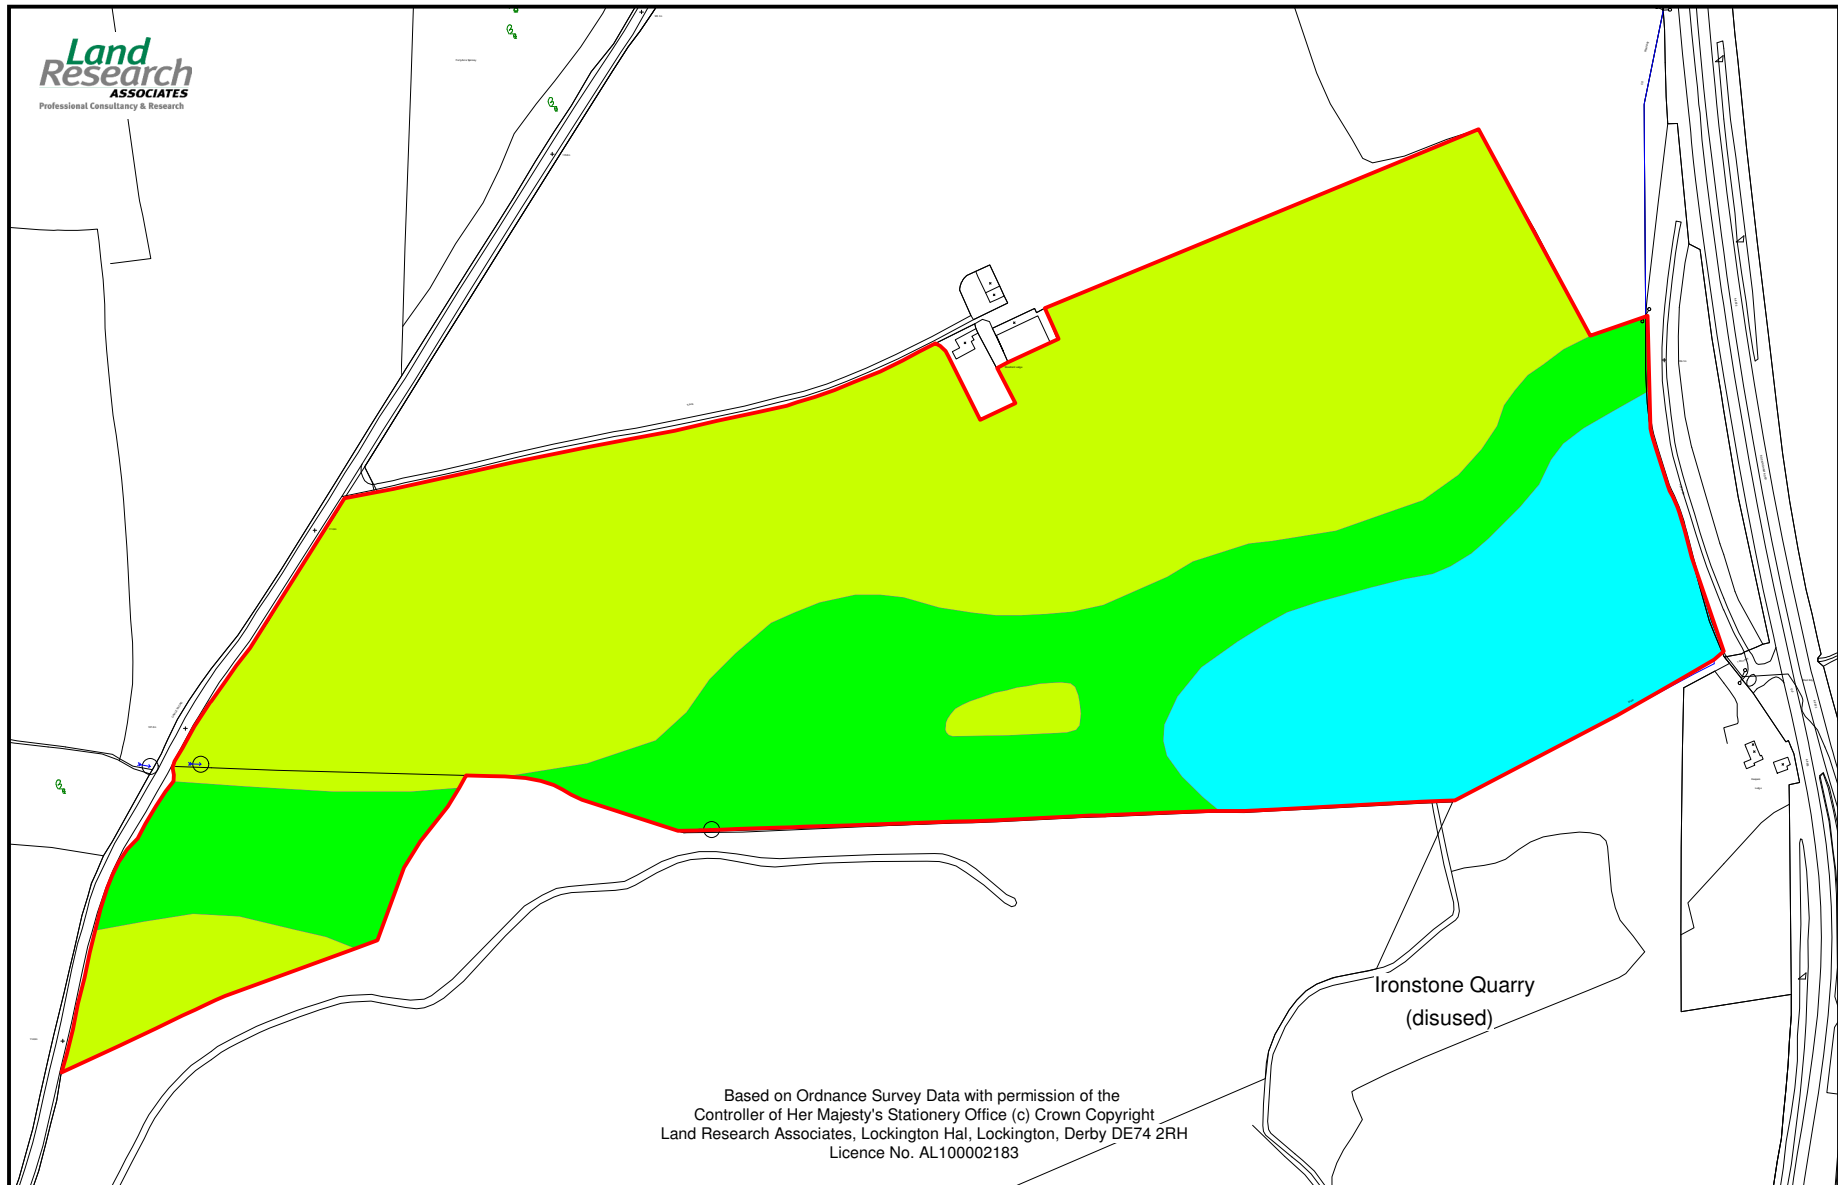 Land
Research
ASSOCIATES
Professional Consultancy & Research
Ironstone Quarry
(disused)
Based on Ordnance Survey Data with permission of the
Controller of Her Majesty's Stationery Office (c) Crown Copyright
Land Research Associates, Lockington Hal, Lockington, Derby DE74 2RH
Licence No. AL100002183